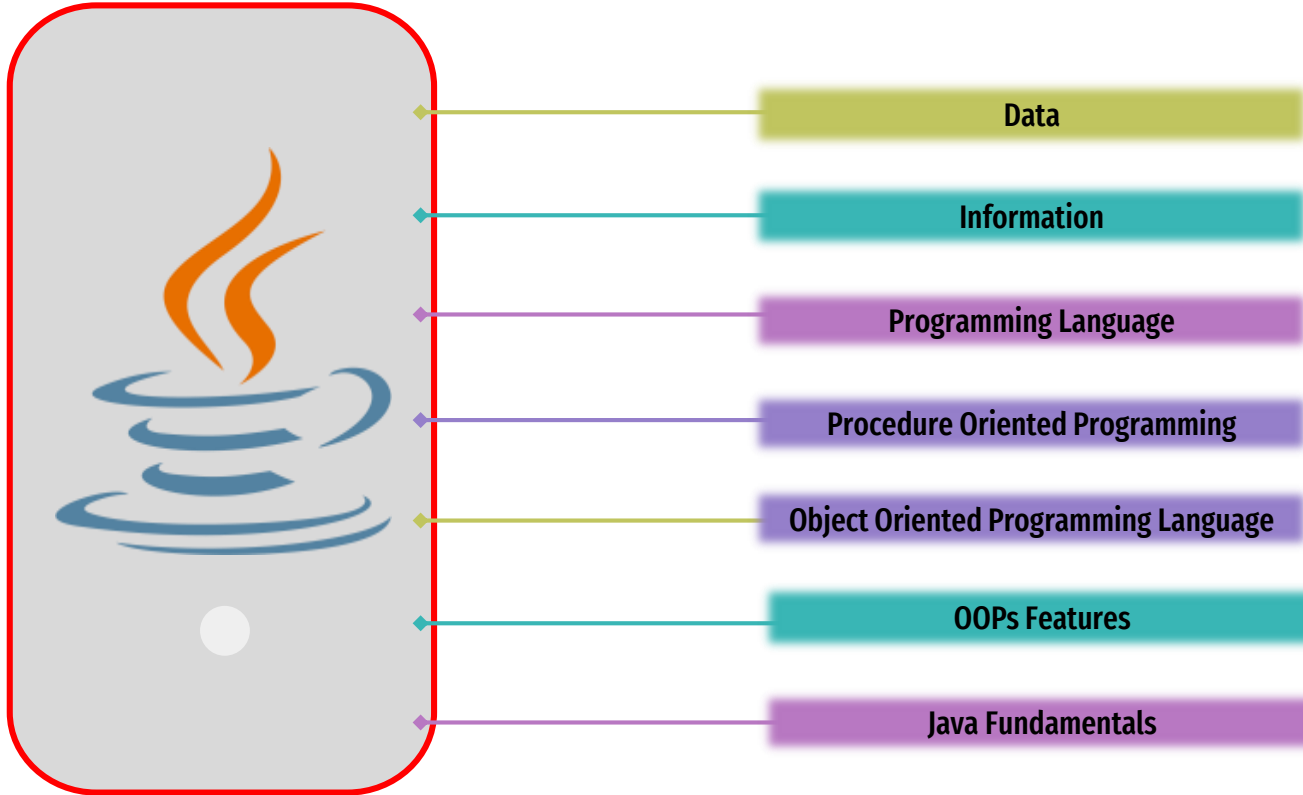 Data
Information
Programming Language
Procedure Oriented Programming
Object Oriented Programming Language
OOPs Features
Java Fundamentals